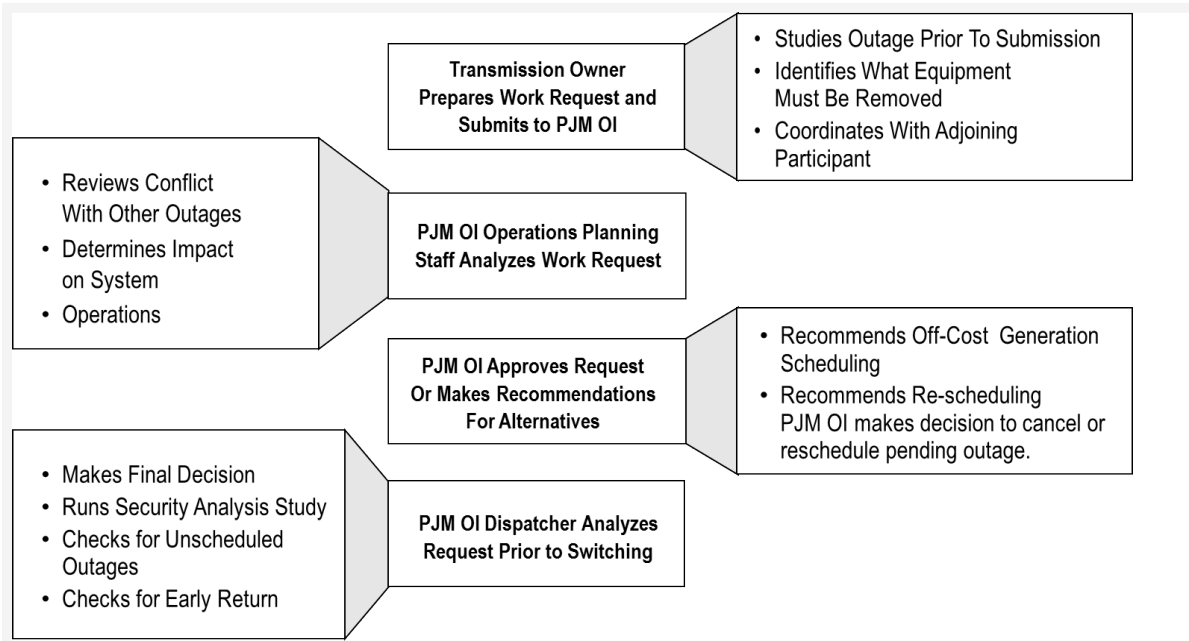 Transmission Owner
Prepares Work Request and
Submits to PJM OI
• Studies Outage Prior To Submission
• Identifies What Equipment
Must Be Removed
• Coordinates With Adjoining
Participant
• Reviews Conflict
With Other Outages
• Determines Impact
on System
• Operations
PJM OI Operations Planning
Staff Analyzes Work Request
PJM OI Approves Request
Or Makes Recommendations
For Alternatives
• Recommends Off-Cost Generation
Scheduling
• Recommends Re-scheduling
PJM OI makes decision to cancel or
reschedule pending outage.
• Makes Final Decision
• Runs Security Analysis Study
• Checks for Unscheduled
Outages
• Checks for Early Return
PJM OI Dispatcher Analyzes
Request Prior to Switching